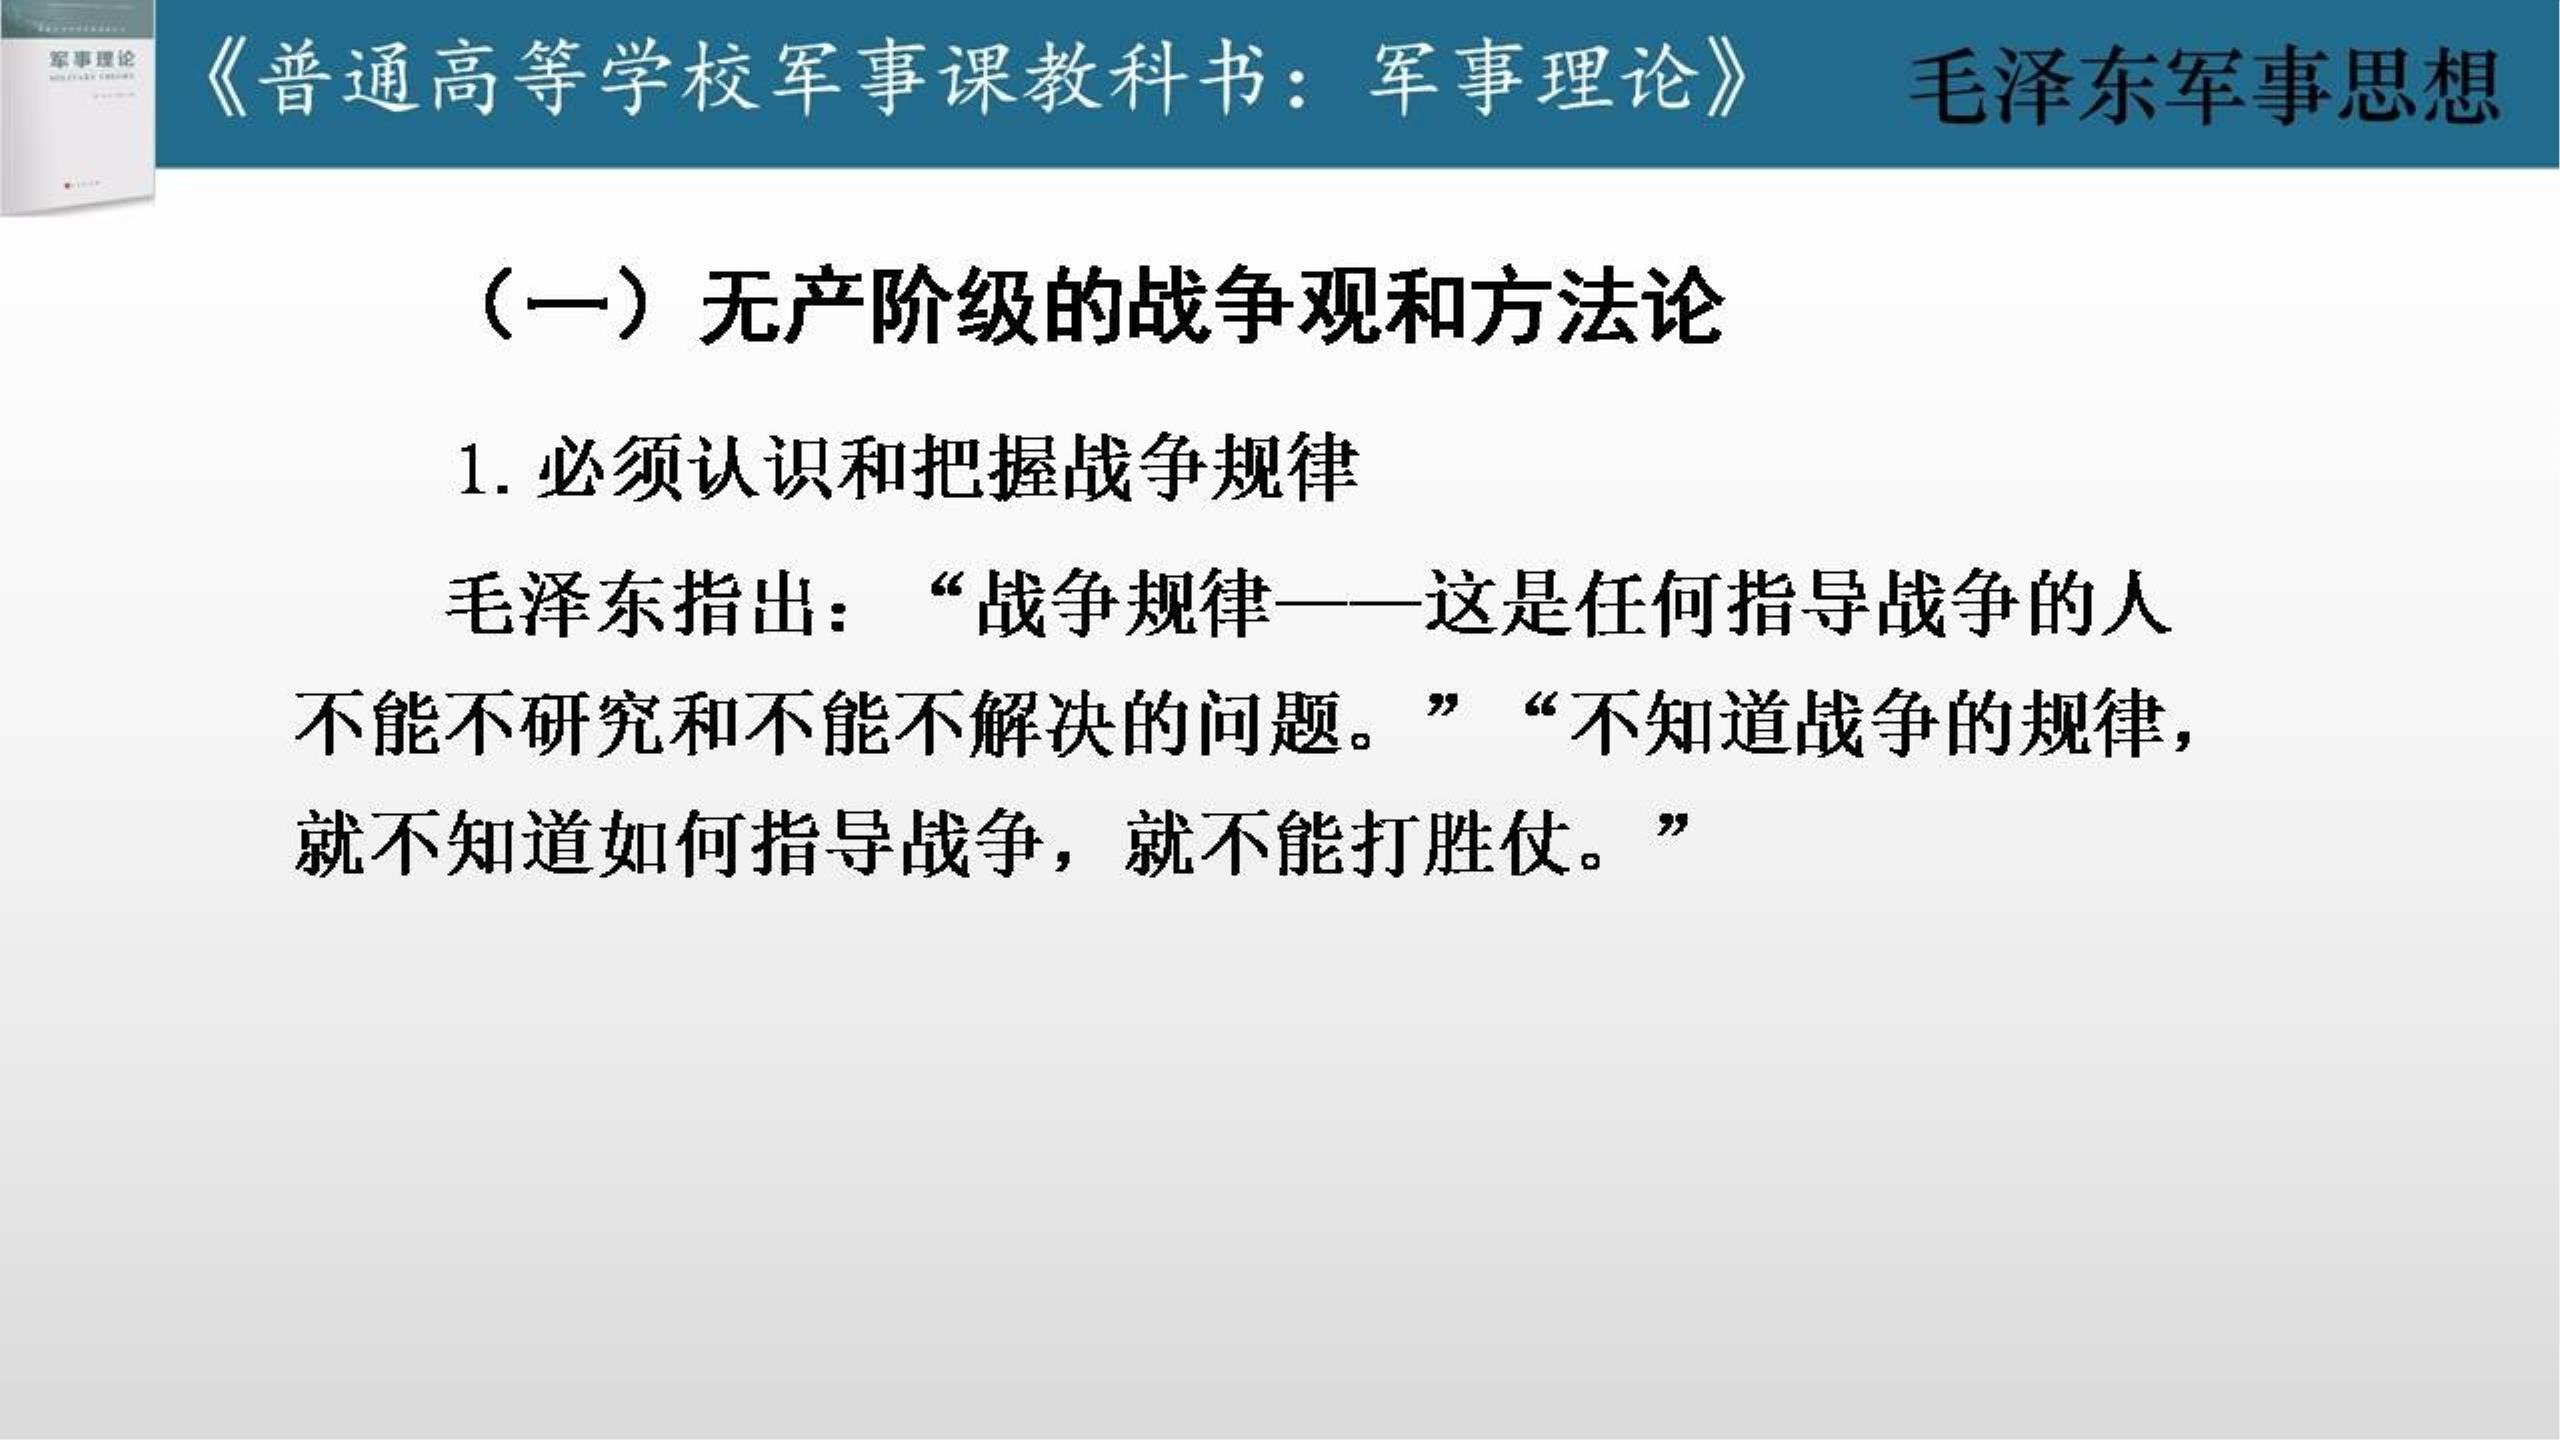 军事理论
MILITARY THEORY
《普通高等学校军事课教科书：军事理论》
毛泽东军事思想
（一）无产阶级的战争观和方法论
1.必须认识和把握战争规律
毛泽东指出：“战争规律——这是任何指导战争的人
不能不研究和不能不解决的问题。”“不知道战争的规律，
就不知道如何指导战争，就不能打胜仗。”